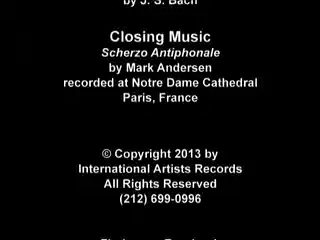 by J. S. Bach
Closing Music
Scherzo Antiphonale
by Mark Andersen
recorded at Notre Dame Cathedral
Paris, France
© Copyright 2013 by
International Artists Records
All Rights Reserved
(212) 699-0996